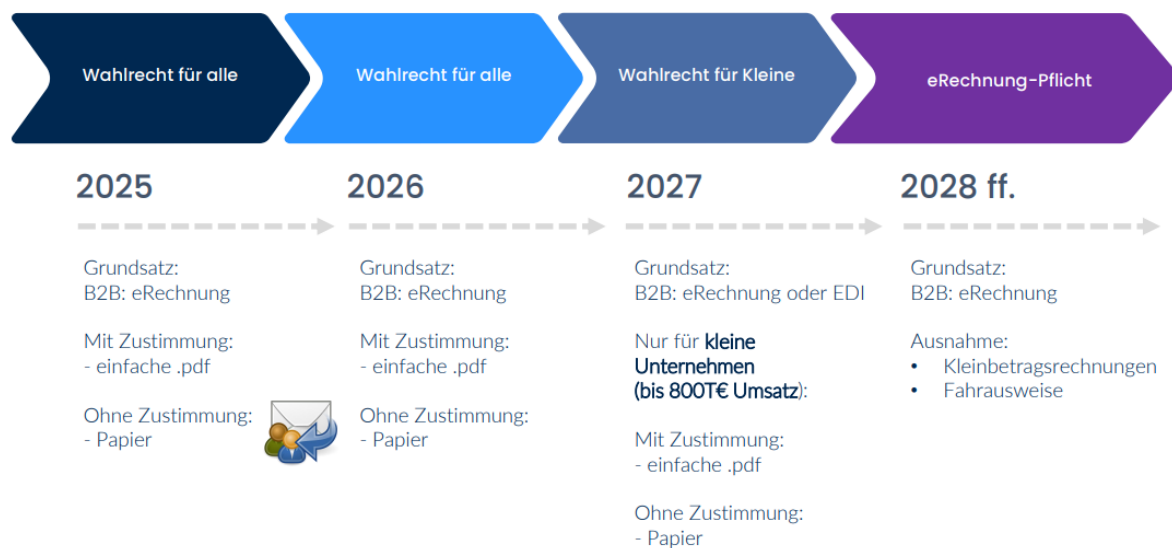 Wahlrecht für alle
Wahlrecht für alle
Wahlrecht für Kleine
eRechnung-Pflicht
2025
Grundsatz:
B2B: eRechnung
Mit Zustimmung:
- einfache .pdf
Ohne Zustimmung:
- Papier
2026
Grundsatz:
B2B: eRechnung
Mit Zustimmung:
- einfache .pdf
Ohne Zustimmung:
- Papier
2027
Grundsatz:
B2B: eRechnung oder EDI
Nur für kleine
Unternehmen
(bis 800T€ Umsatz):
Mit Zustimmung:
- einfache .pdf
Ohne Zustimmung:
- Papier
2028 ff.
Grundsatz:
B2B: eRechnung
Ausnahme:
• Kleinbetragsrechnungen
• Fahrausweise